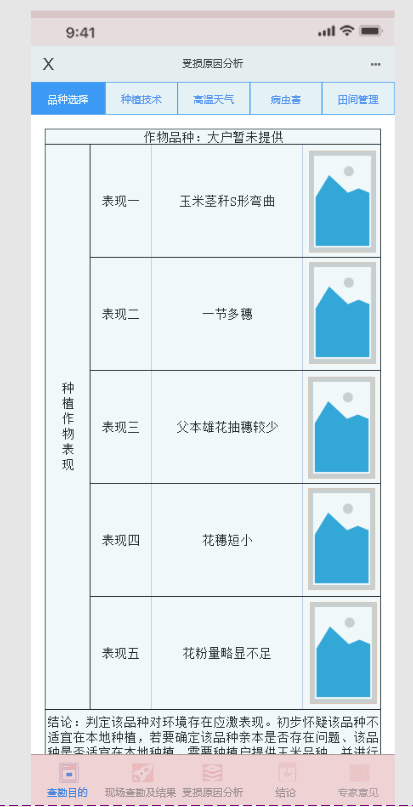 9:41
X
受损原因分析
品种选择
种植技术
高温天气
病虫害
田间管理
作物品种：大户暂未提供
种植作物表现
表现一
玉米茎秆S形弯曲
表现二
一节多穗
表现三
父本雄花抽穗较少
表现四
花穗短小
表现五
花粉量略显不足
结论：判定该品种对环境存在应激表现。初步怀疑该品种不
适宜在本地种植，若要确定该品种亲本是否存在问题、该品
种是否适宜在本地种植，需要种植户提供玉米品种，并进行
查勘目的
现场查勘及结果
受损原因分析
结论
专家意见